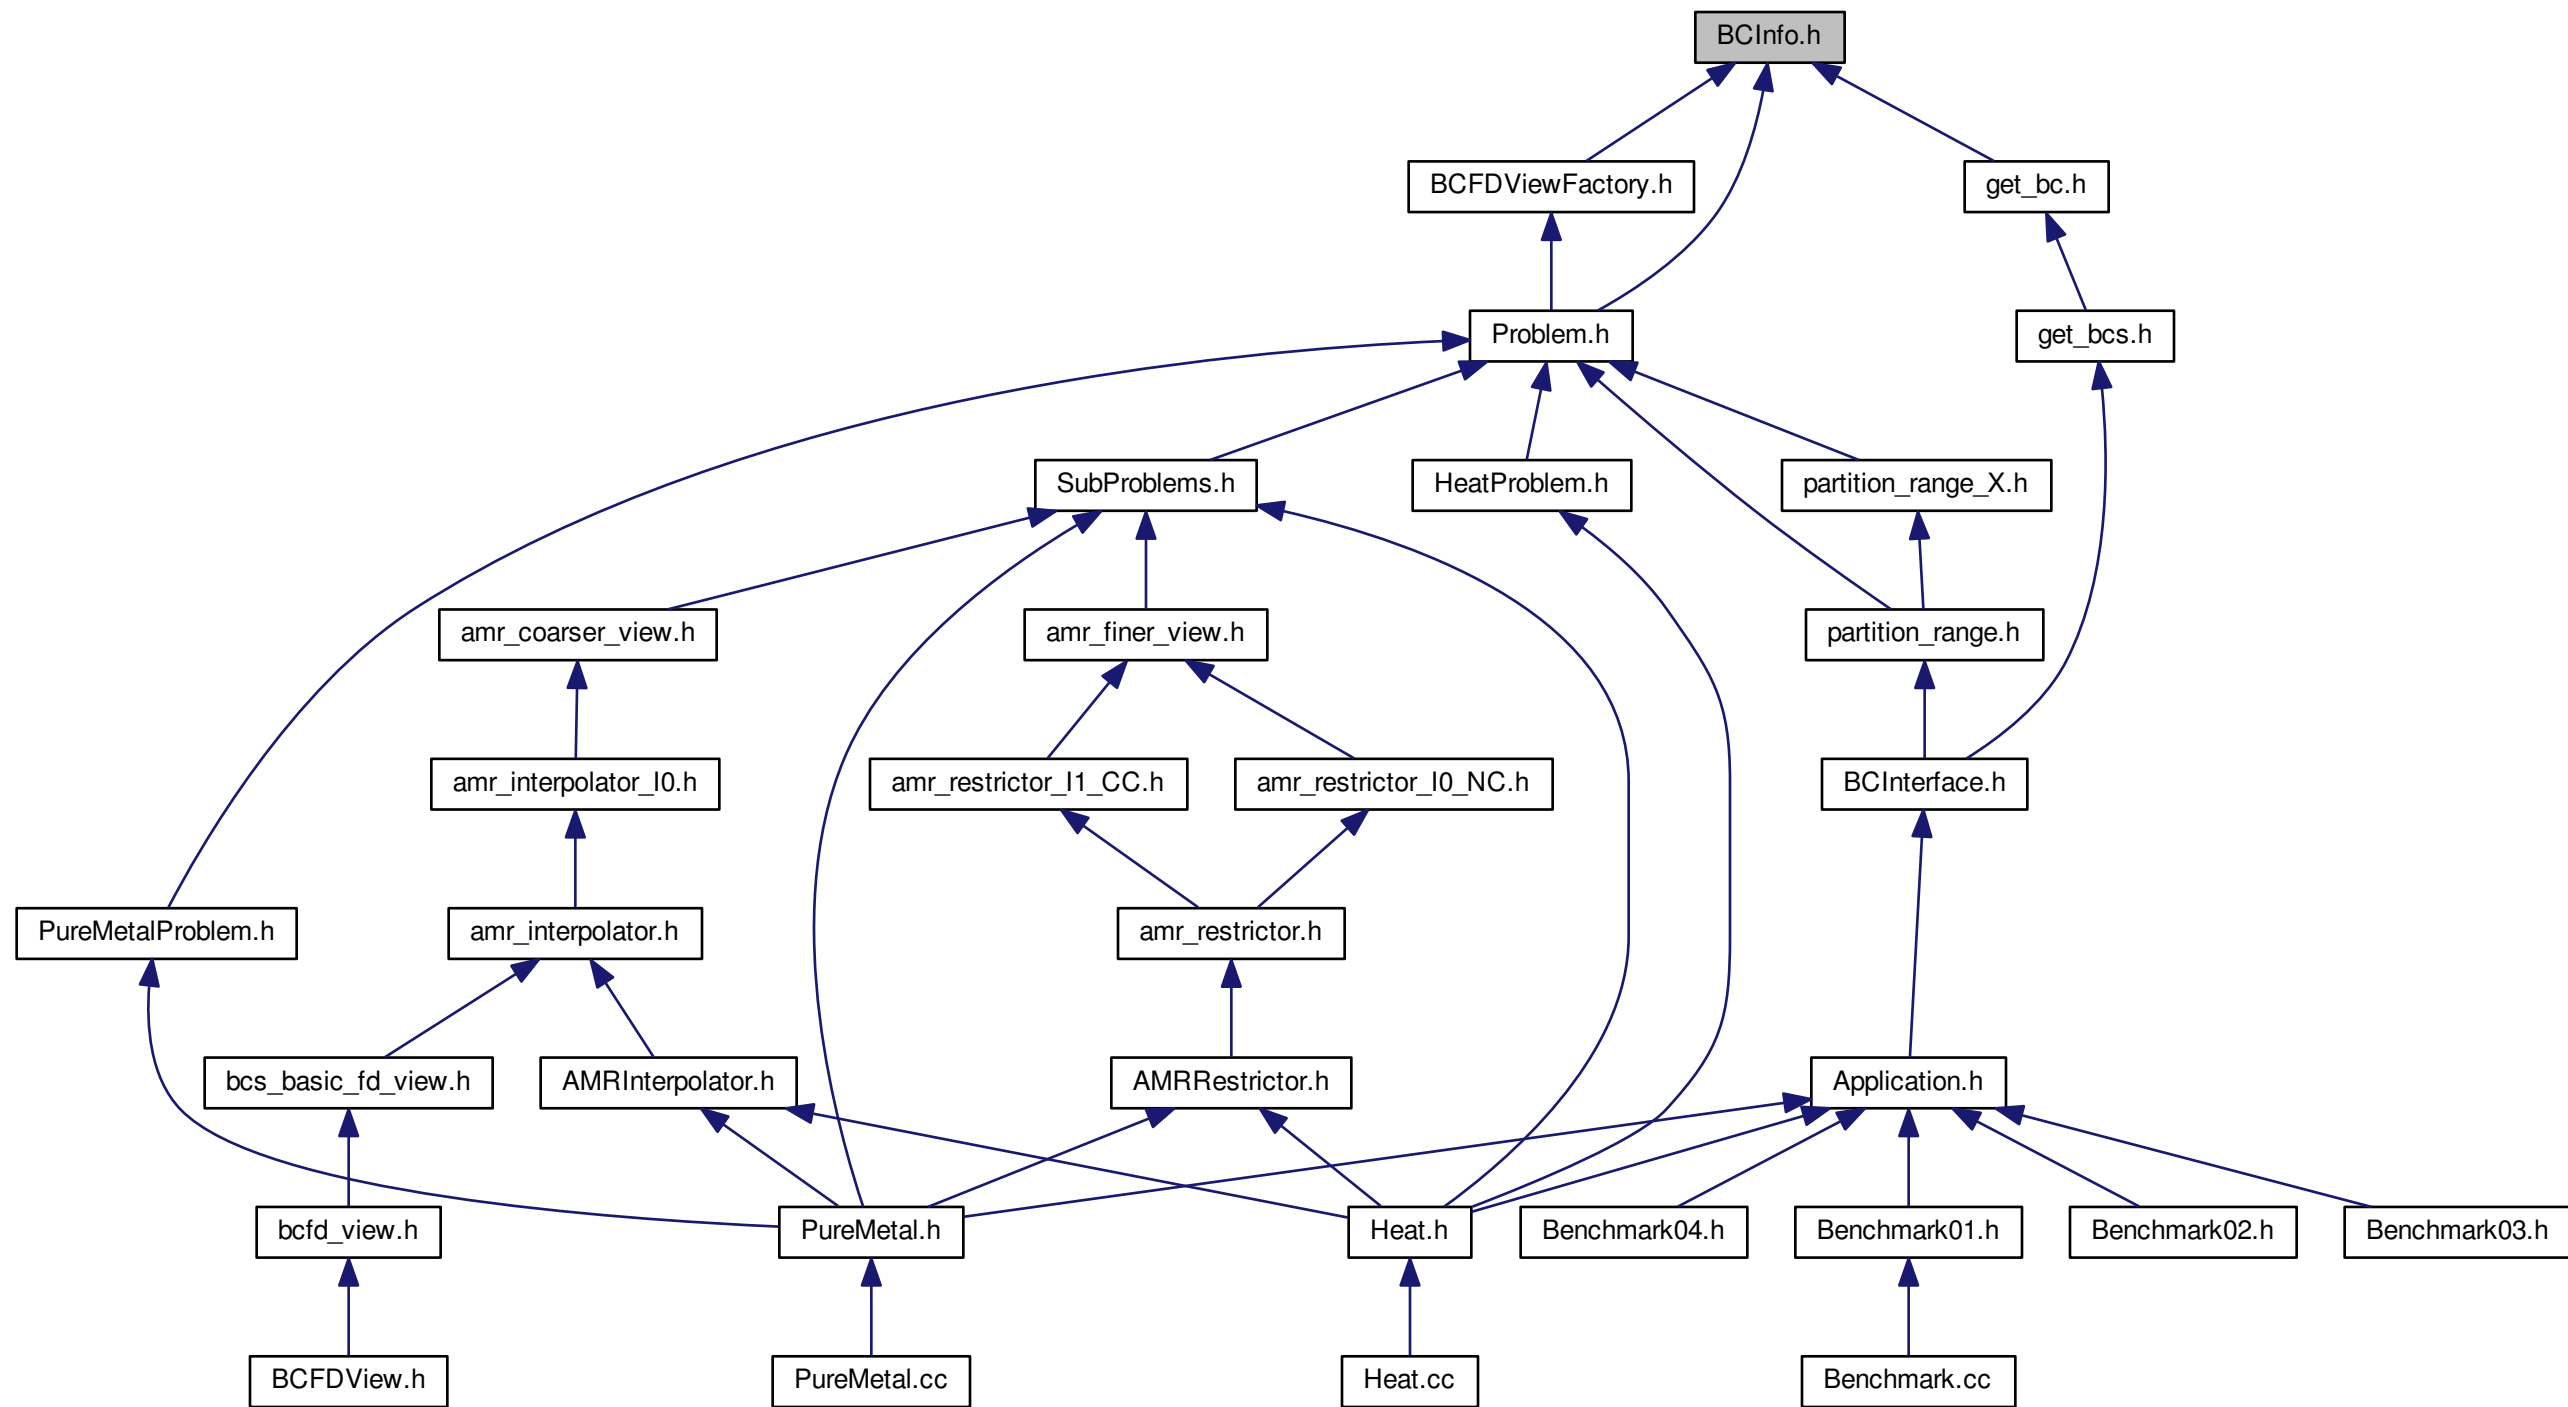 BCInfo.h
BCFDViewFactory.h
get_bc.h
Problem.h
get_bcs.h
SubProblems.h
HeatProblem.h
partition_range_X.h
amr_coarser_view.h
amr_finer_view.h
partition_range.h
amr_interpolator_I0.h
amr_restrictor_I1_CC.h
amr_restrictor_I0_NC.h
BCInterface.h
PureMetalProblem.h
amr_interpolator.h
amr_restrictor.h
bcs_basic_fd_view.h
AMRInterpolator.h
AMRRestrictor.h
Application.h
bcfd_view.h
PureMetal.h
Heat.h
Benchmark04.h
Benchmark01.h
Benchmark02.h
Benchmark03.h
BCFDView.h
PureMetal.cc
Heat.cc
Benchmark.cc